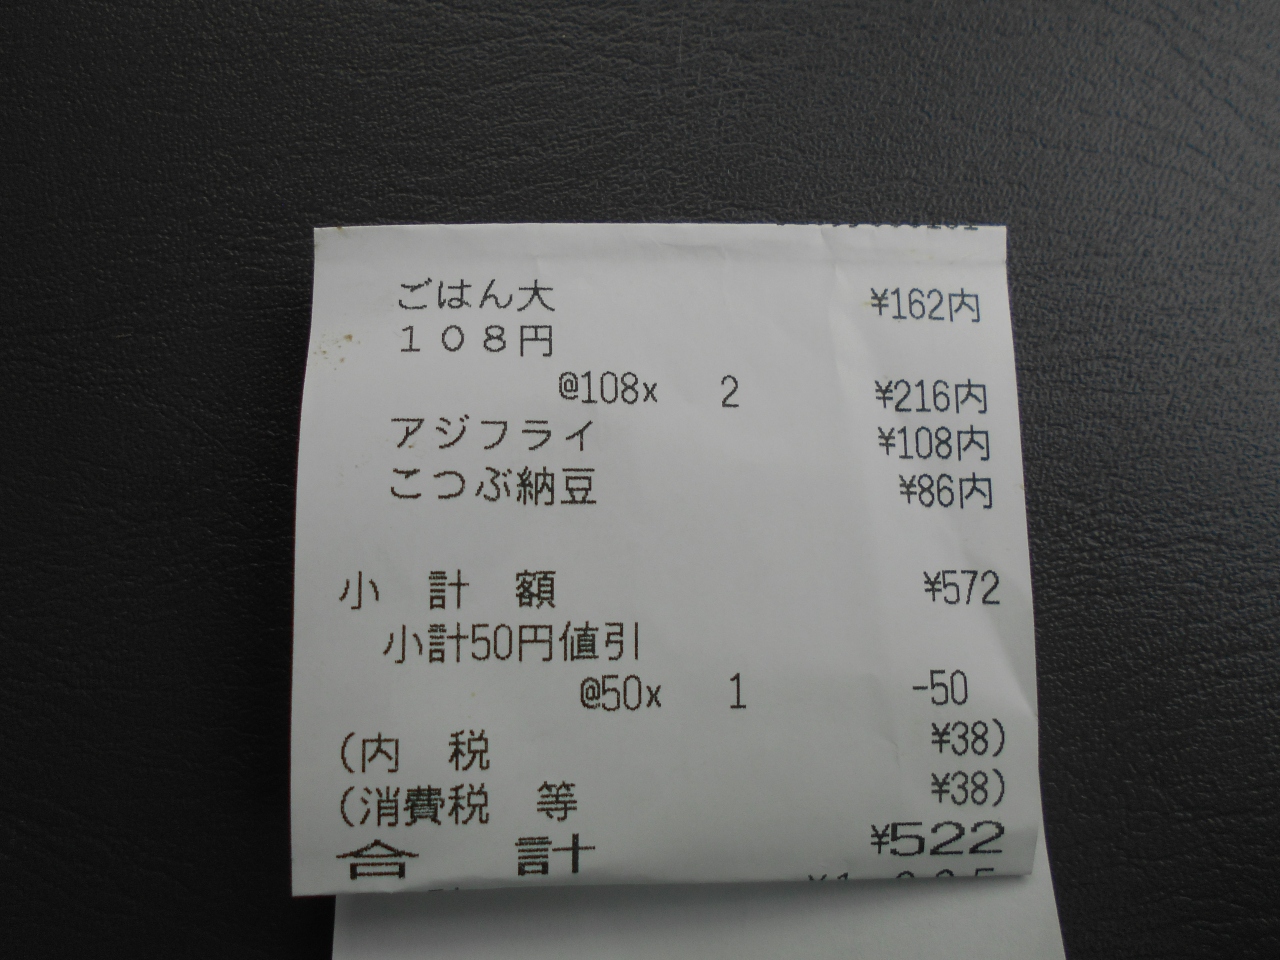 ごはん大 ¥162内
１０８円
@108x 2 ¥216内
アジフライ ¥108内
こつぶ納豆 ¥86内
小計額 ¥572
小計50円値引
@50x 1 -50
(内税 ¥38)
(消費税等 ¥38)
合計 ¥522